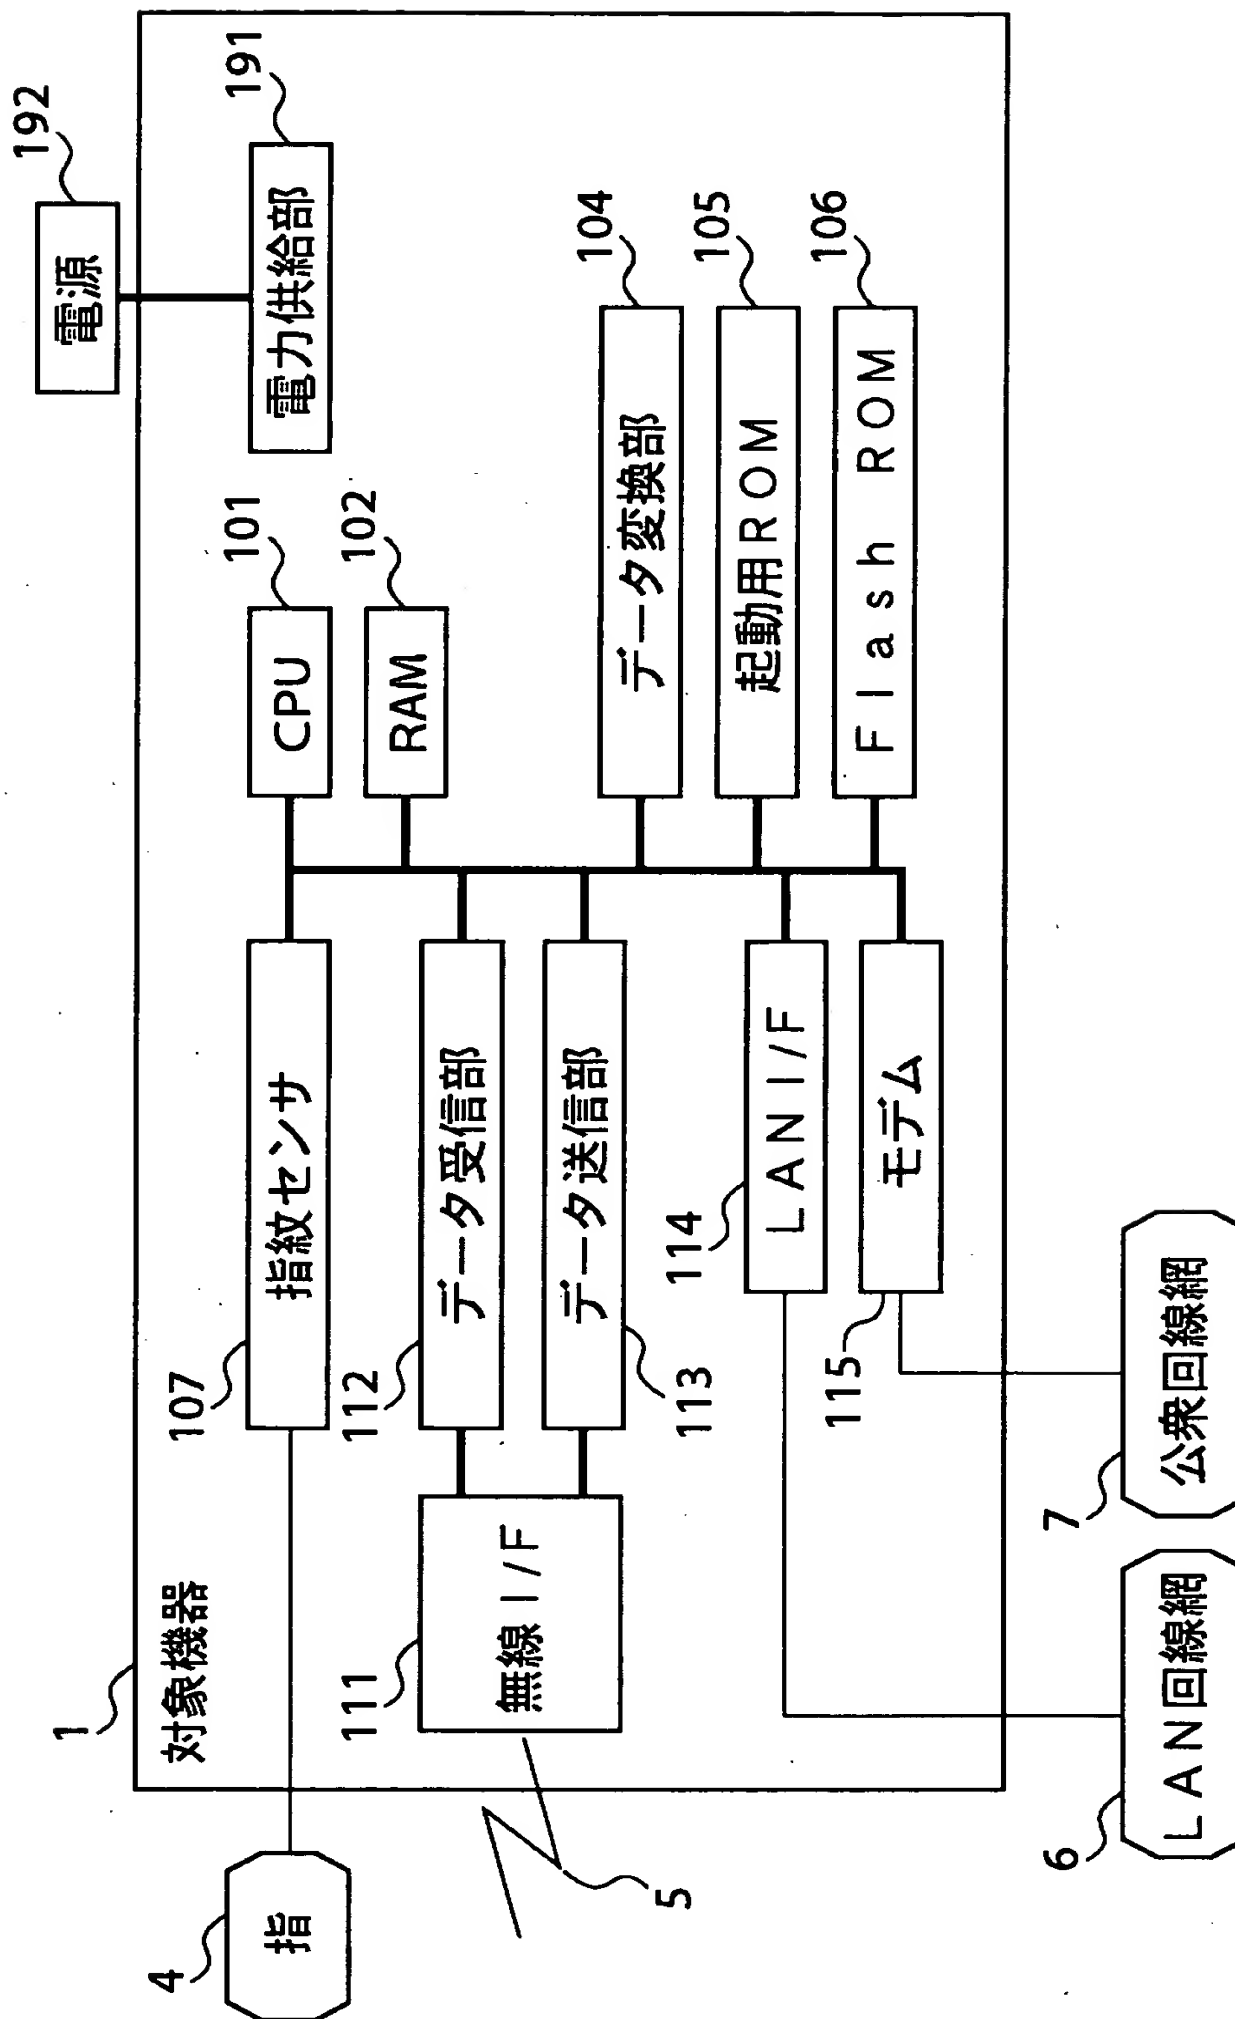 192
電源
191
電力供給部
1
対象機器
101
CPU
102
RAM
104
データ変換部
105
起動用ROM
106
Flash ROM
4
指
107
指紋センサ
112
データ受信部
113
データ送信部
111
無線I/F
5
114
LANI/F
115
モデム
6
LAN回線網
7
公衆回線網